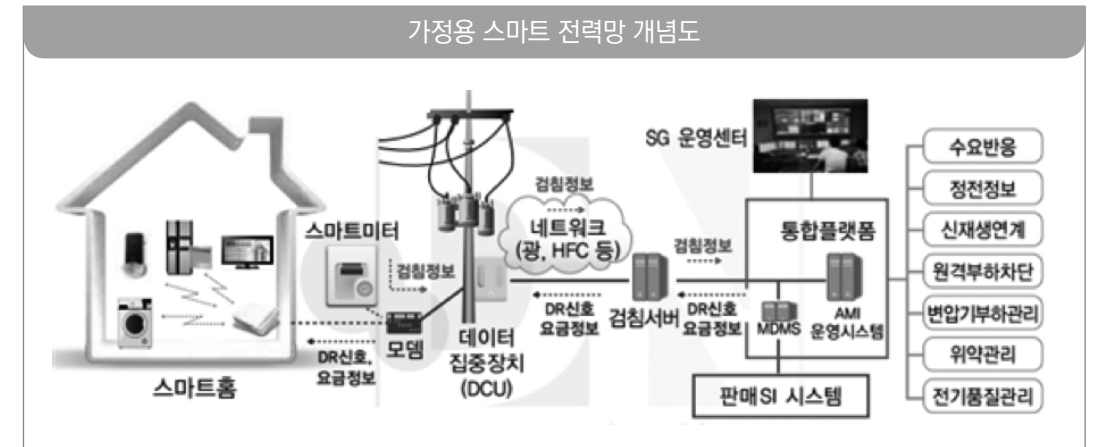 가정용 스마트 전력망 개념도
SG 운영센터
수요반응
정전정보
신재생연계
원격부하차단
변압기부하관리
위약관리
전기품질관리
스마트미터
검침정보
검침정보
네트워크
(광, HFC 등)
검침정보
통합플랫폼
DR신호,
요금정보
모뎀
데이터
집중장치
(DCU)
DR신호
요금정보
검침서버
DR신호
요금정보
MDMS
AMI
운영시스템
스마트홈
판매SI 시스템